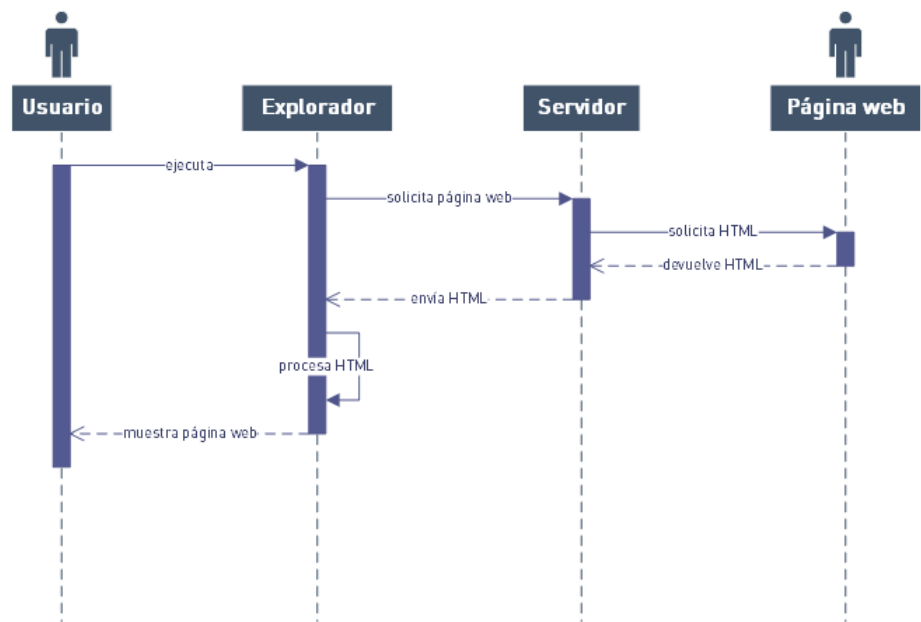 Usuario
Explorador
Servidor
Página web
ejecuta
solicita página web
solicita HTML
devuelve HTML
envía HTML
procesa HTML
muestra página web